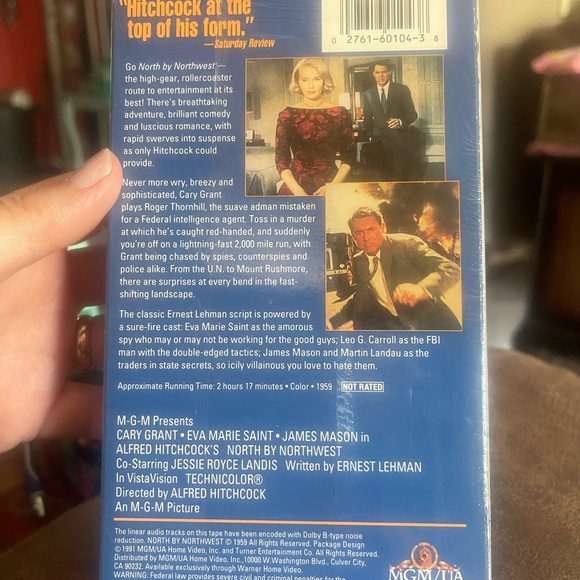 "Hitchcock at the
top of his form."
—Saturday Review
0 2761-60104-3 8
Go North by Northwest—
the high-gear, rollercoaster
route to entertainment at its
best! There's breathtaking
adventure, brilliant comedy
and luscious romance, with
rapid swerves into suspense
as only Hitchcock could
provide.
Never more wry, breezy and
sophisticated, Cary Grant
plays Roger Thornhill, the suave adman mistaken
for a Federal intelligence agent. Toss in a murder
at which he's caught red-handed, and suddenly
you're off on a lightning-fast 2,000 mile run, with
Grant being chased by spies, counterspies and
police alike. From the U.N. to Mount Rushmore,
there are surprises at every bend in the fast-
shifting landscape.
The classic Ernest Lehman script is powered by
a sure-fire cast: Eva Marie Saint as the amorous
spy who may or may not be working for the good guys; Leo G. Carroll as the FBI
man with the double-edged tactics; James Mason and Martin Landau as the
traders in state secrets, so icily villainous you love to hate them.
Approximate Running Time: 2 hours 17 minutes • Color • 1959 NOT RATED
M-G-M Presents
CARY GRANT • EVA MARIE SAINT • JAMES MASON in
ALFRED HITCHCOCK'S NORTH BY NORTHWEST
Co-Starring JESSIE ROYCE LANDIS Written by ERNEST LEHMAN
In VistaVision TECHNICOLOR®
Directed by ALFRED HITCHCOCK
An M-G-M Picture
The linear audio tracks on this tape have been encoded with Dolby B-type noise
reduction. NORTH BY NORTHWEST © 1959 All Rights Reserved. Package Design
© 1991 MGM/UA Home Video, Inc. and Turner Entertainment Co. All Rights Reserved.
Distributed by MGM/UA Home Video, Inc., 10000 W. Washington Blvd., Culver City,
CA 90232. Available exclusively through Warner Home Video.
WARNING: Federal law provides severe civil and criminal penalties for the
MGM/UA